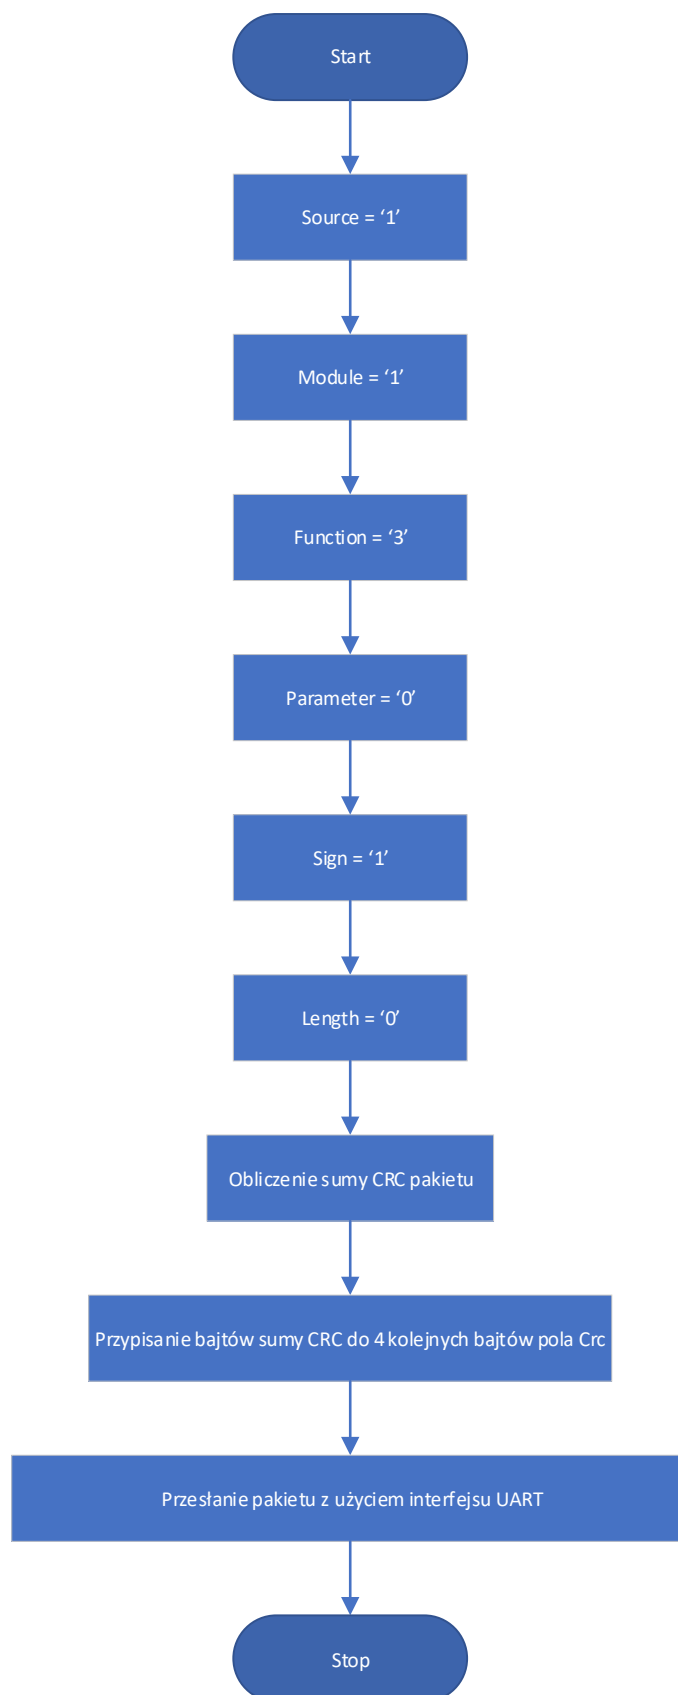 Start
Source = ‘1’
Module = ‘1’
Function = ‘3’
Parameter = ‘0’
Sign = ‘1’
Length = ‘0’
Obliczenie sumy CRC pakietu
Przypisanie bajtów sumy CRC do 4 kolejnych bajtów pola Crc
Przesłanie pakietu z użyciem interfejsu UART
Stop